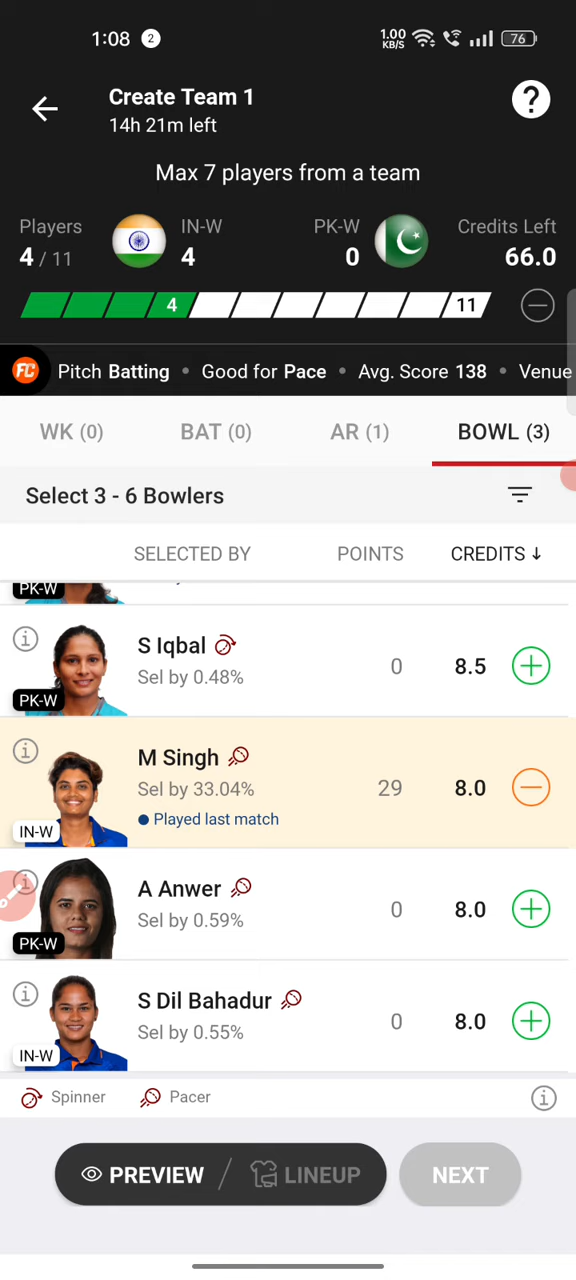 1:08 2 1.00 KB/S 76
Create Team 1
14h 21m left
Max 7 players from a team
Players IN-W PK-W Credits Left
4 / 11 4 0 66.0
4 11
FC Pitch Batting • Good for Pace • Avg. Score 138 • Venue
WK (0) BAT (0) AR (1) BOWL (3)
Select 3 - 6 Bowlers
SELECTED BY POINTS CREDITS ↓
PK-W
S Iqbal
Sel by 0.48% 0 8.5
PK-W
M Singh
Sel by 33.04% 29 8.0
Played last match
IN-W
A Anwer
Sel by 0.59% 0 8.0
PK-W
S Dil Bahadur
Sel by 0.55% 0 8.0
IN-W
Spinner Pacer
PREVIEW / LINEUP NEXT